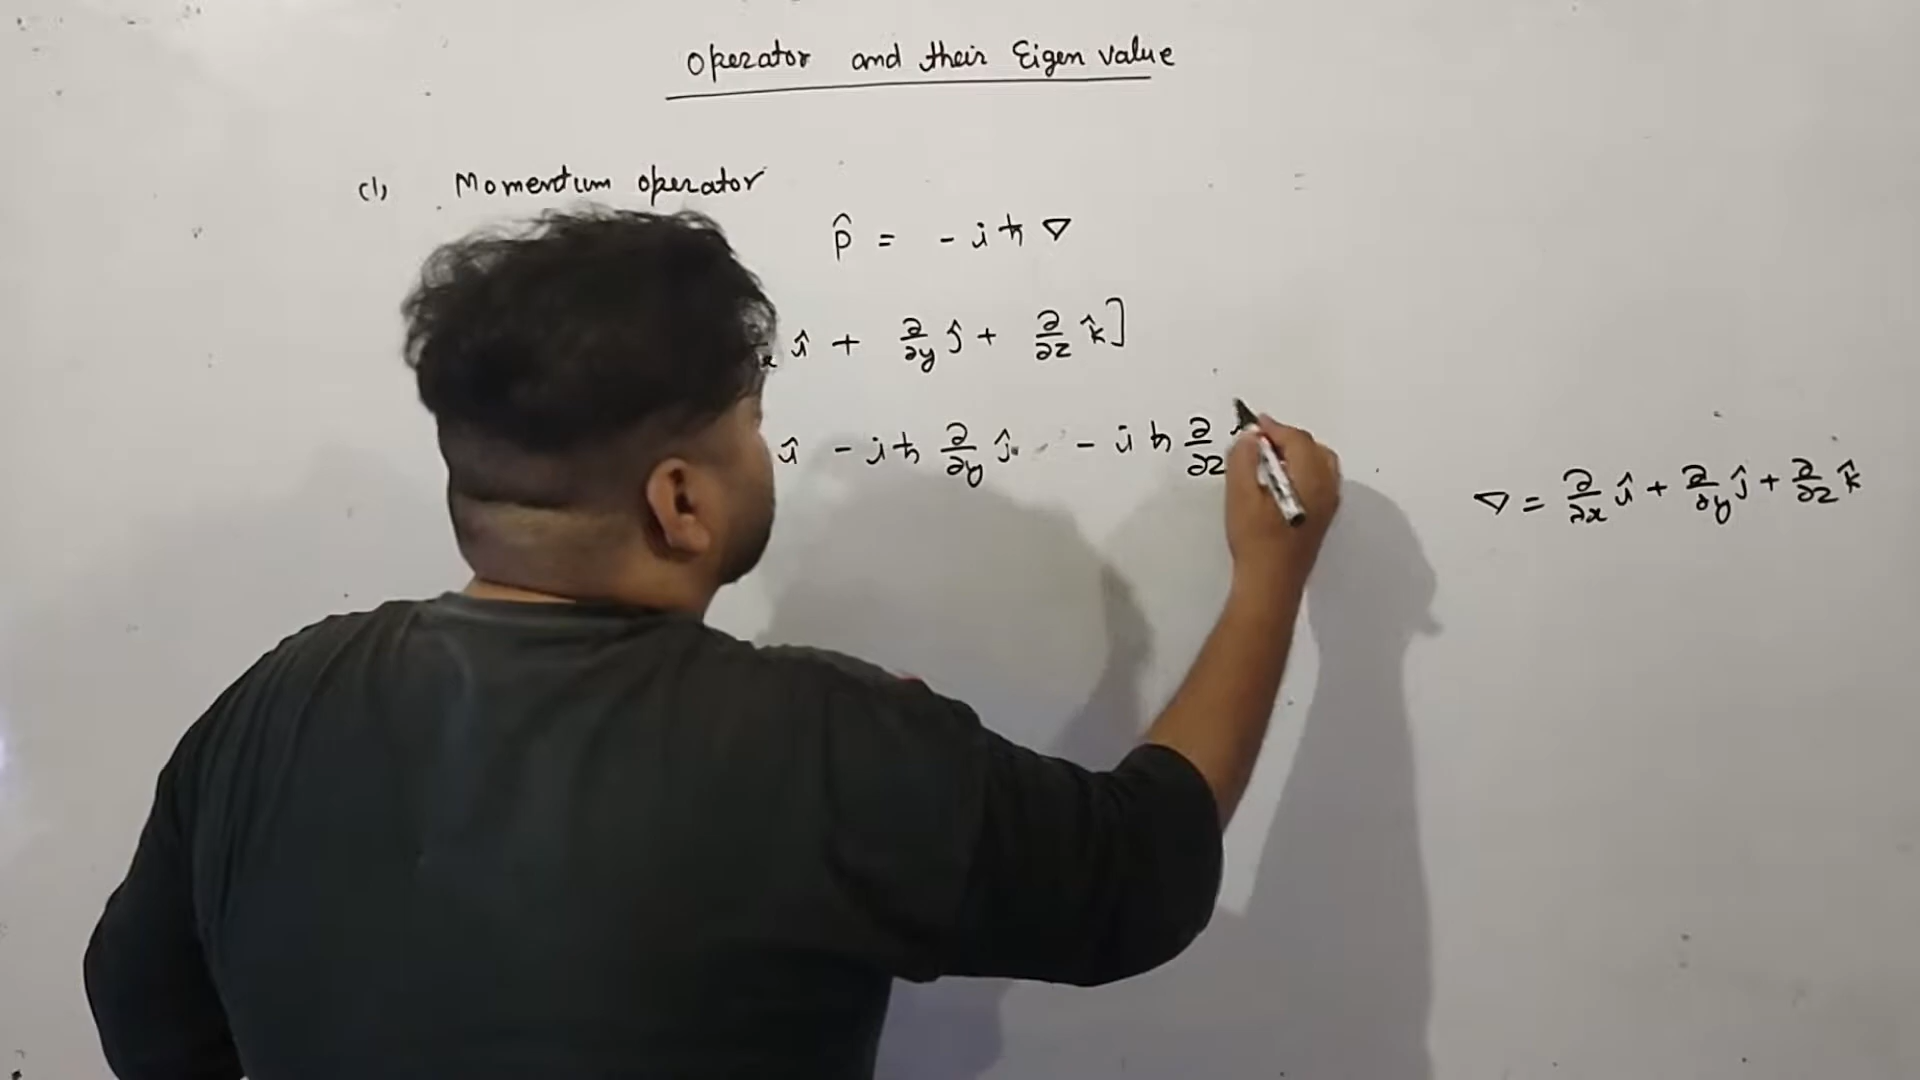 Operator and their Eigen value
(1) Momentum operator
p̂ = - iħ ∇
î + ∂/∂y ĵ + ∂/∂z k̂]
î - iħ ∂/∂y ĵ - iħ ∂/∂z
∇ = ∂/∂x î + ∂/∂y ĵ + ∂/∂z k̂